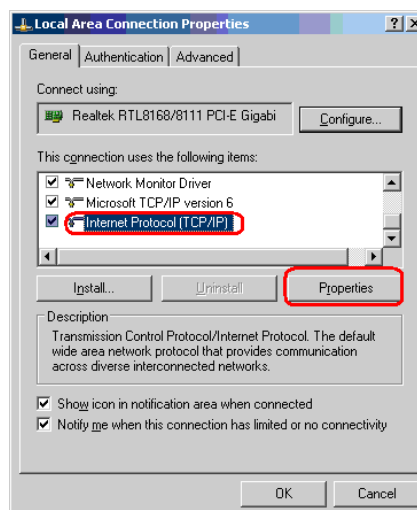 Local Area Connection Properties
General Authentication Advanced
Connect using:
Realtek RTL8168/8111 PCI-E Gigabi Configure...
This connection uses the following items:
Network Monitor Driver
Microsoft TCP/IP version 6
Internet Protocol (TCP/IP)
Install... Uninstall Properties
Description
Transmission Control Protocol/Internet Protocol. The default
wide area network protocol that provides communication
across diverse interconnected networks.
Show icon in notification area when connected
Notify me when this connection has limited or no connectivity
OK Cancel